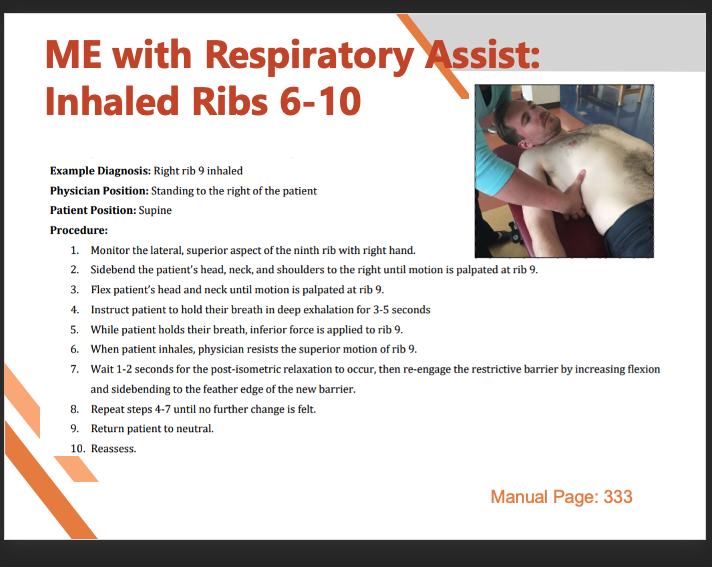 ME with Respiratory Assist:
Inhaled Ribs 6-10
Example Diagnosis: Right rib 9 inhaled
Physician Position: Standing to the right of the patient
Patient Position: Supine
Procedure:
1. Monitor the lateral, superior aspect of the ninth rib with right hand.
2. Sidebend the patient's head, neck, and shoulders to the right until motion is palpated at rib 9.
3. Flex patient's head and neck until motion is palpated at rib 9.
4. Instruct patient to hold their breath in deep exhalation for 3-5 seconds
5. While patient holds their breath, inferior force is applied to rib 9.
6. When patient inhales, physician resists the superior motion of rib 9.
7. Wait 1-2 seconds for the post-isometric relaxation to occur, then re-engage the restrictive barrier by increasing flexion
and sidebending to the feather edge of the new barrier.
8. Repeat steps 4-7 until no further change is felt.
9. Return patient to neutral.
10. Reassess.
Manual Page: 333